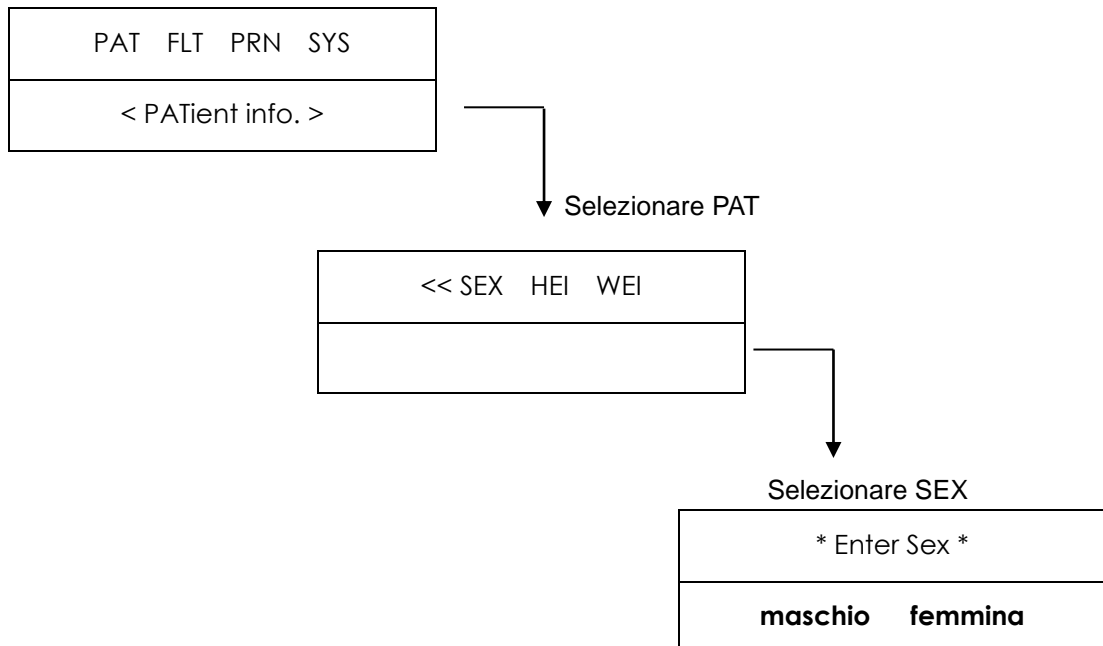 PAT FLT PRN SYS
< PATient info. >
Selezionare PAT
<< SEX HEI WEI
Selezionare SEX
* Enter Sex *
maschio femmina